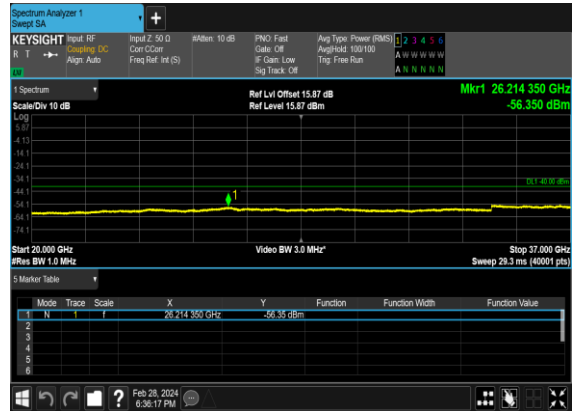 Spectrum Analyzer 1
Swept SA
+
KEYSIGHT Input: RF Input Z: 50 Ω #Atten: 10 dB PNO: Fast Avg Type: Power (RMS) 1 2 3 4 5 6
R T Coupling: DC Corr CCorr Gate: Off Avg|Hold: 100/100 A W W W W W
Align: Auto Freq Ref: Int (S) IF Gain: Low Trig: Free Run
Sig Track: Off A N N N N N
1 Spectrum Ref Lvl Offset 15.87 dB Mkr1 26.214 350 GHz
Scale/Div 10 dB Ref Level 15.87 dBm -56.350 dBm
Log
5.87
-4.13
-14.1
-24.1
-34.1
DL1 -40.00 dBm
-44.1
1
-54.1
-64.1
-74.1
Start 20.000 GHz Video BW 3.0 MHz* Stop 37.000 GHz
#Res BW 1.0 MHz Sweep 29.3 ms (40001 pts)
5 Marker Table
Mode Trace Scale X Y Function Function Width Function Value
1 N 1 f 26.214 350 GHz -56.35 dBm
2
3
4
5
6
? Feb 28, 2024
6:36:17 PM